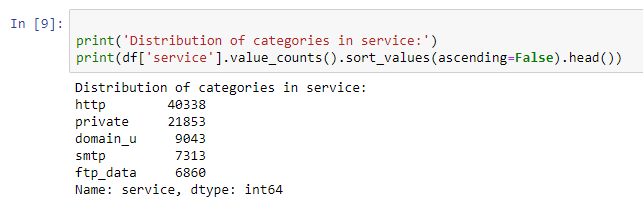 In [9]:
print('Distribution of categories in service:')
print(df['service'].value_counts().sort_values(ascending=False).head())
Distribution of categories in service:
http         40338
private      21853
domain_u      9043
smtp          7313
ftp_data      6860
Name: service, dtype: int64